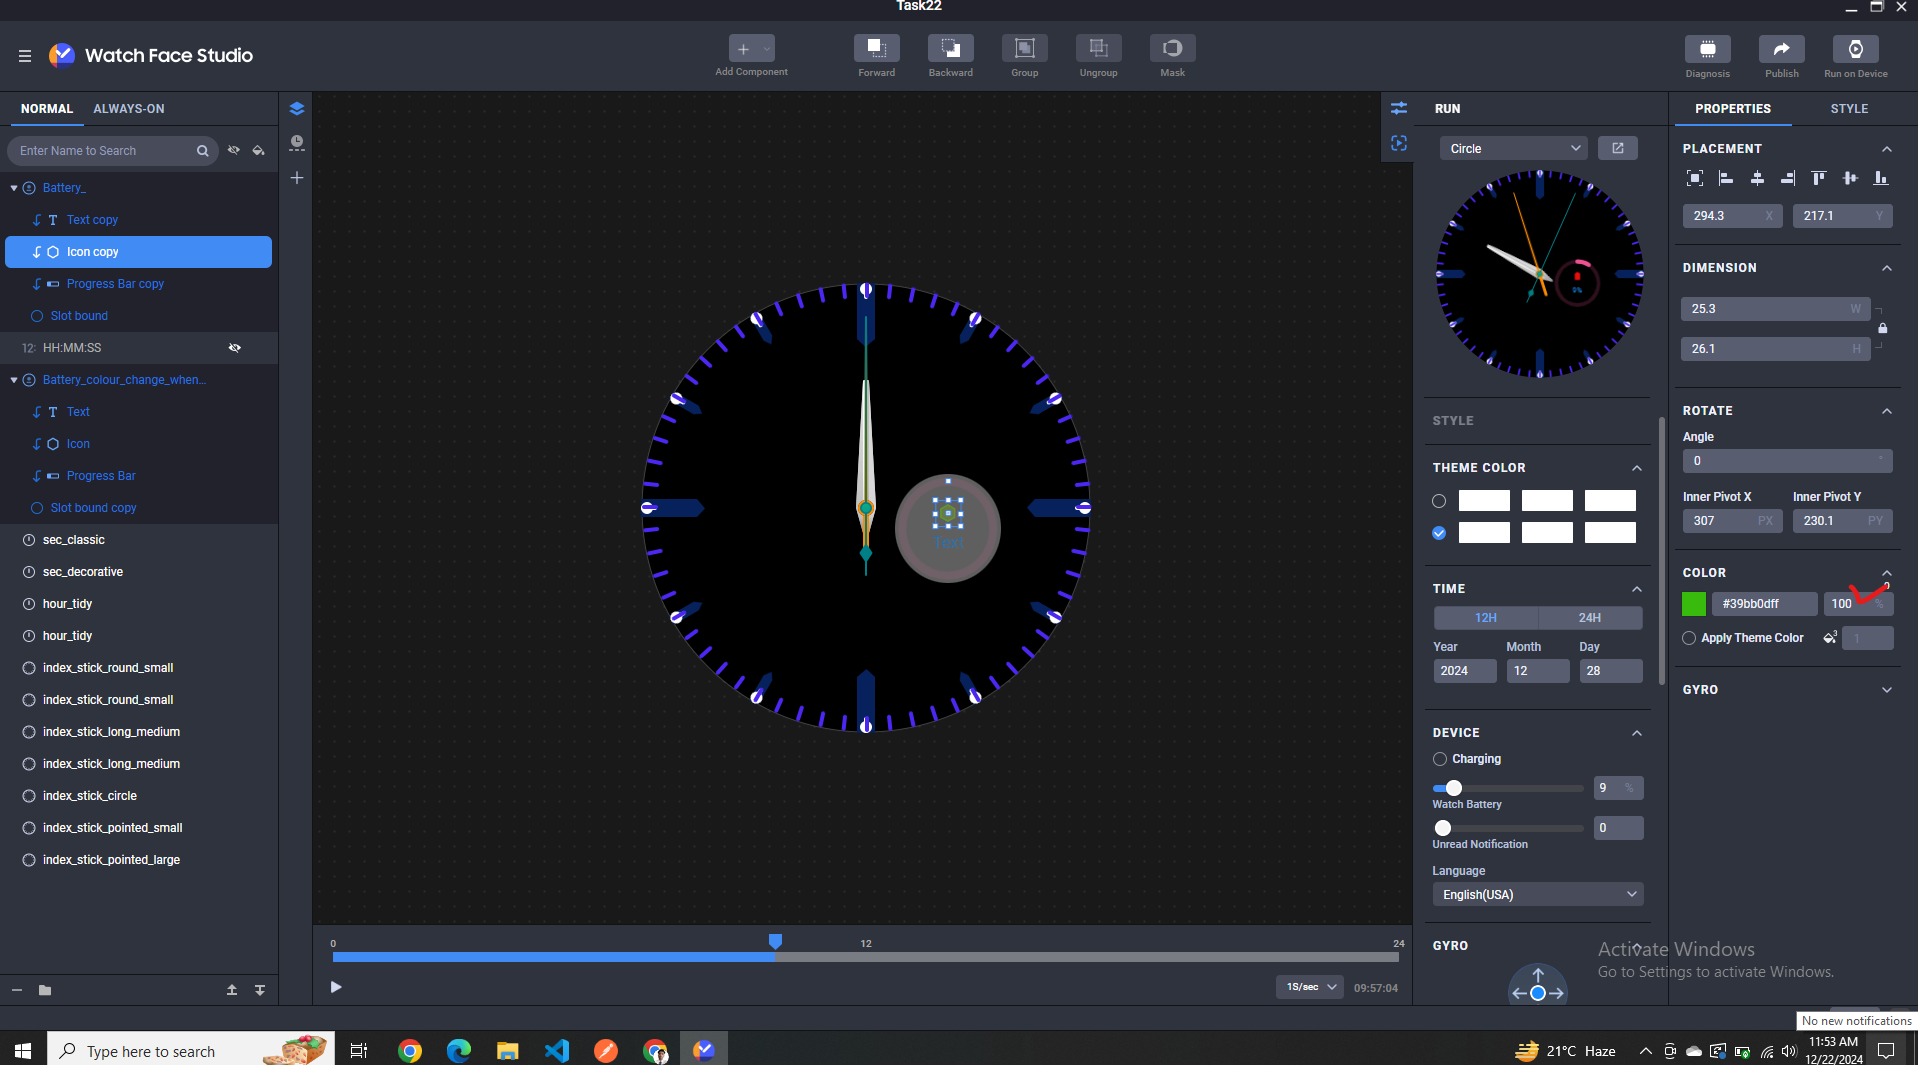 Task22
Watch Face Studio
Add Component
Forward
Backward
Group
Ungroup
Mask
Diagnosis
Publish
Run on Device
NORMAL ALWAYS-ON
Enter Name to Search
Battery_
Text copy
Icon copy
Progress Bar copy
Slot bound
12: HH:MM:SS
Battery_colour_change_when...
Text
Icon
Progress Bar
Slot bound copy
sec_classic
sec_decorative
hour_tidy
hour_tidy
index_stick_round_small
index_stick_round_small
index_stick_long_medium
index_stick_long_medium
index_stick_circle
index_stick_pointed_small
index_stick_pointed_large
Text
0 12 24
1S/sec 09:57:04
RUN
Circle
9%
STYLE
THEME COLOR
TIME
12H 24H
Year Month Day
2024 12 28
DEVICE
Charging
9 %
Watch Battery
0
Unread Notification
Language
English(USA)
GYRO
PROPERTIES STYLE
PLACEMENT
294.3 X 217.1 Y
DIMENSION
25.3 W
26.1 H
ROTATE
Angle
0 °
Inner Pivot X Inner Pivot Y
307 PX 230.1 PY
COLOR
#39bb0dff 100 %
Apply Theme Color 3 1
GYRO
Activate Windows
Go to Settings to activate Windows.
No new notifications
Type here to search
21°C Haze
11:53 AM
12/22/2024